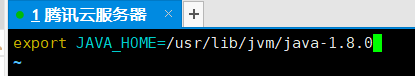 1 腾讯云服务器 × +
export JAVA_HOME=/usr/lib/jvm/java-1.8.0
~